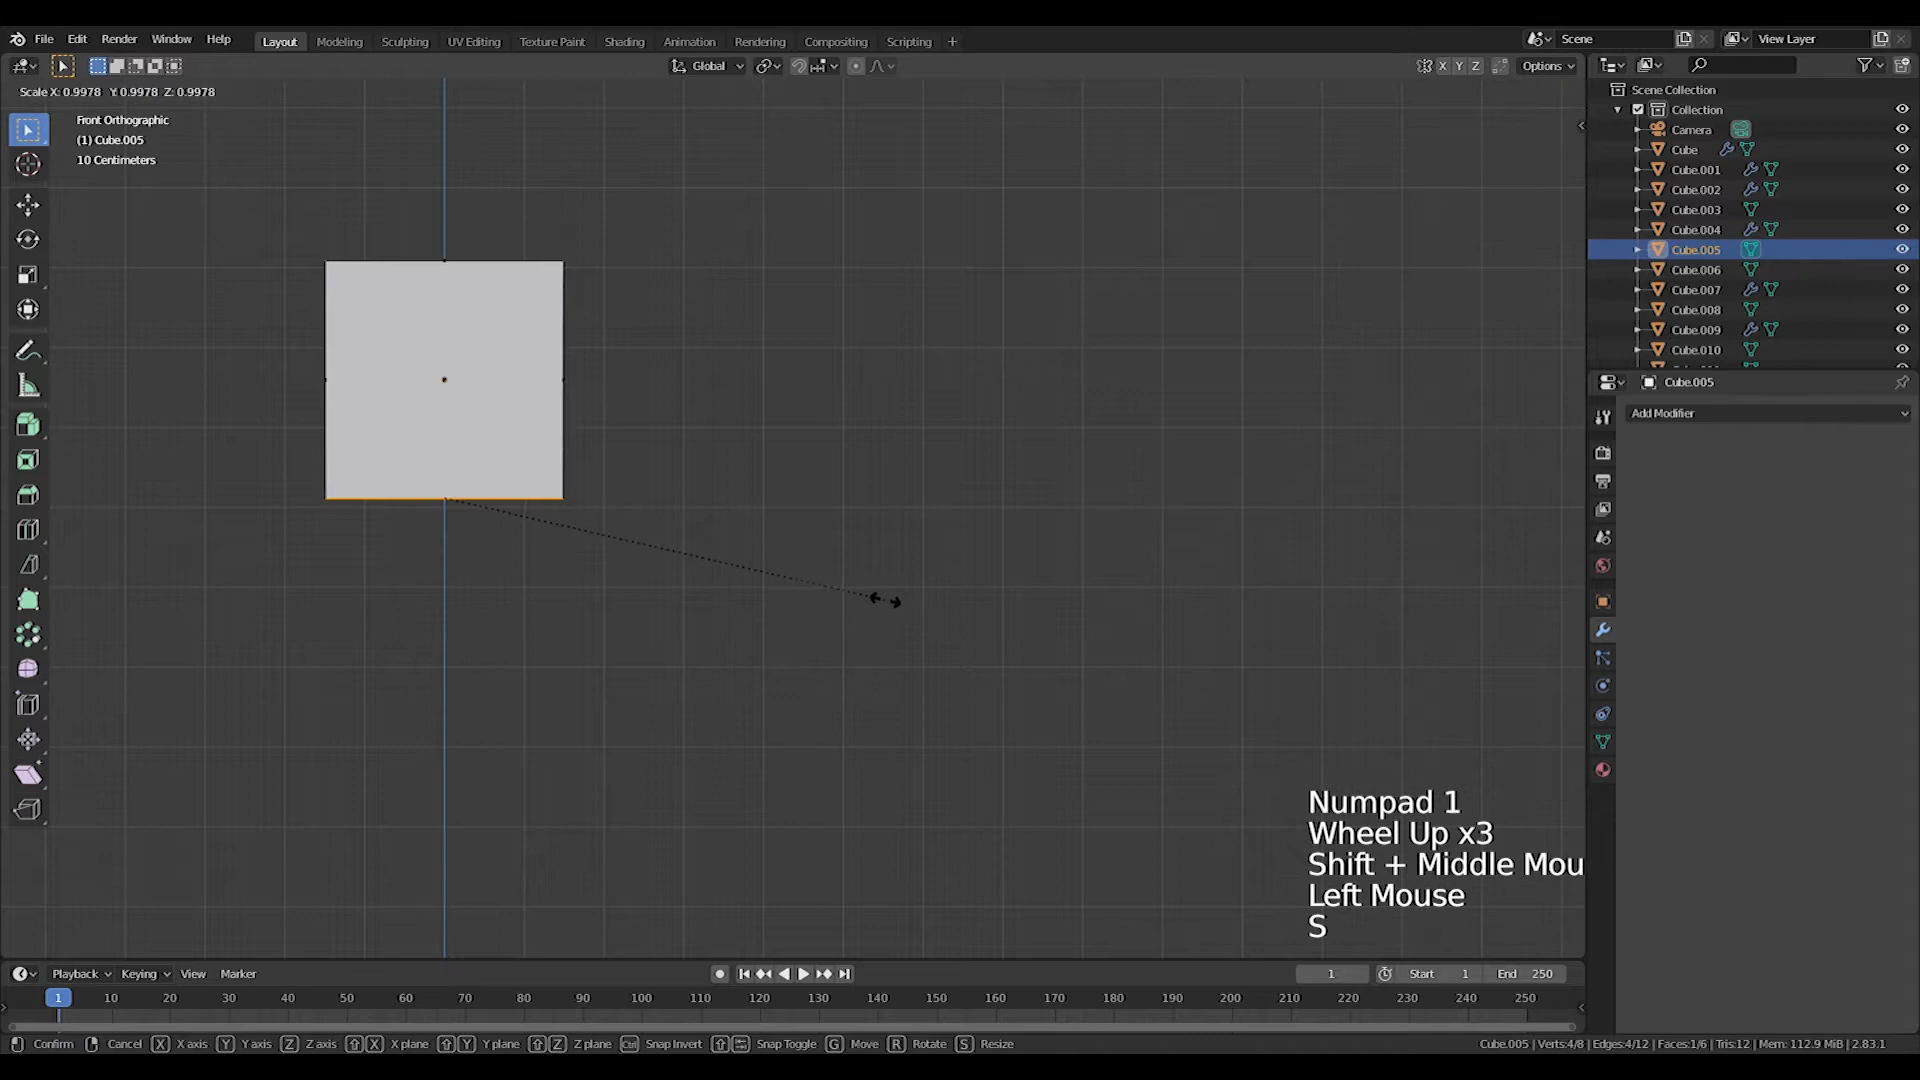 File Edit Render Window Help Layout Modeling Sculpting UV Editing Texture Paint Shading Animation Rendering Compositing Scripting + Scene View Layer
Global X Y Z Options
Scale X: 0.9978 Y: 0.9978 Z: 0.9978
Front Orthographic
(1) Cube.005
10 Centimeters
Scene Collection
Collection
Camera
Cube
Cube.001
Cube.002
Cube.003
Cube.004
Cube.005
Cube.006
Cube.007
Cube.008
Cube.009
Cube.010
Cube.005
Add Modifier
Numpad 1
Wheel Up x3
Shift + Middle Mou
Left Mouse
S
Playback Keying View Marker 1 Start 1 End 250
1 10 20 30 40 50 60 70 80 90 100 110 120 130 140 150 160 170 180 190 200 210 220 230 240 250
Confirm Cancel X X axis Y Y axis Z Z axis X X plane Y Y plane Z Z plane Ctrl Snap Invert Snap Toggle G Move R Rotate S Resize Cube.005 | Verts:4/8 | Edges:4/12 | Faces:1/6 | Tris:12 | Mem: 112.9 MiB | 2.83.1